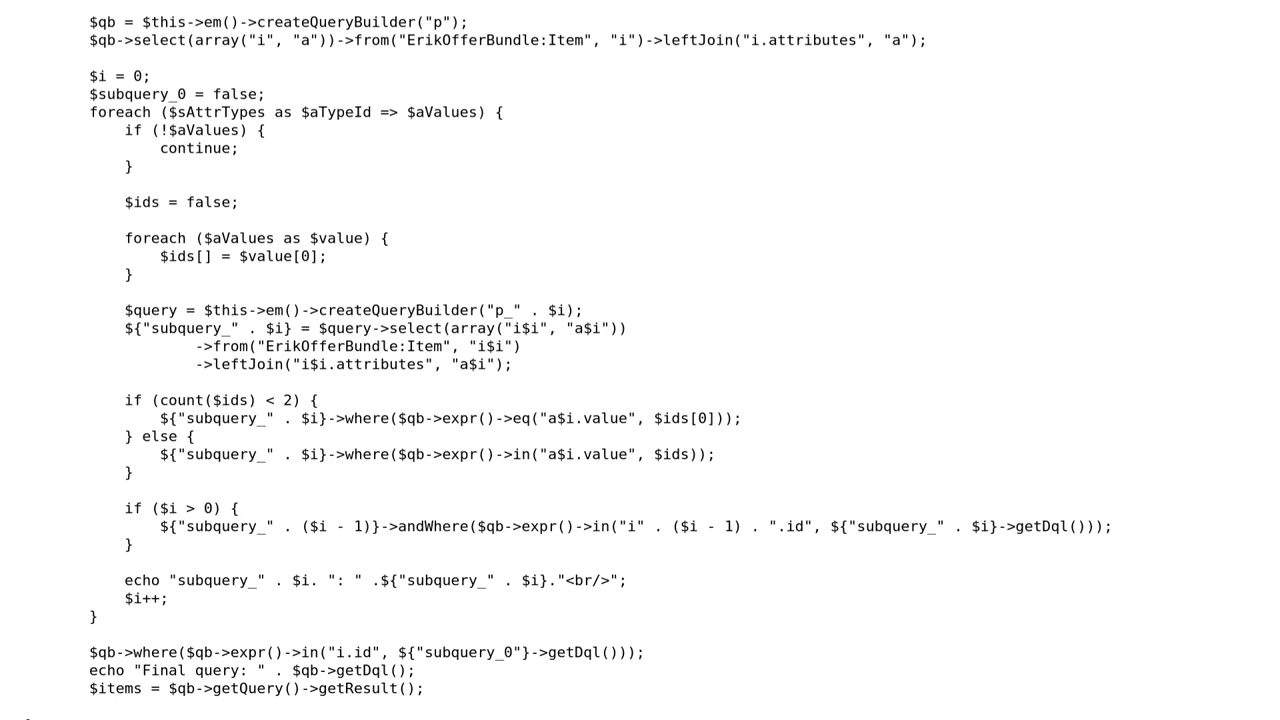 $qb = $this->em()->createQueryBuilder("p");
$qb->select(array("i", "a"))->from("ErikOfferBundle:Item", "i")->leftJoin("i.attributes", "a");
$i = 0;
$subquery_0 = false;
foreach ($sAttrTypes as $aTypeId => $aValues) {
if (!$aValues) {
continue;
}
$ids = false;
foreach ($aValues as $value) {
$ids[] = $value[0];
}
$query = $this->em()->createQueryBuilder("p_" . $i);
${"subquery_" . $i} = $query->select(array("i$i", "a$i"))
->from("ErikOfferBundle:Item", "i$i")
->leftJoin("i$i.attributes", "a$i");
if (count($ids) < 2) {
${"subquery_" . $i}->where($qb->expr()->eq("a$i.value", $ids[0]));
} else {
${"subquery_" . $i}->where($qb->expr()->in("a$i.value", $ids));
}
if ($i > 0) {
${"subquery_" . ($i - 1)}->andWhere($qb->expr()->in("i" . ($i - 1) . ".id", ${"subquery_" . $i}->getDql()));
}
echo "subquery_" . $i. ": " .${"subquery_" . $i}."<br/>";
$i++;
}
$qb->where($qb->expr()->in("i.id", ${"subquery_0"}->getDql()));
echo "Final query: " . $qb->getDql();
$items = $qb->getQuery()->getResult();